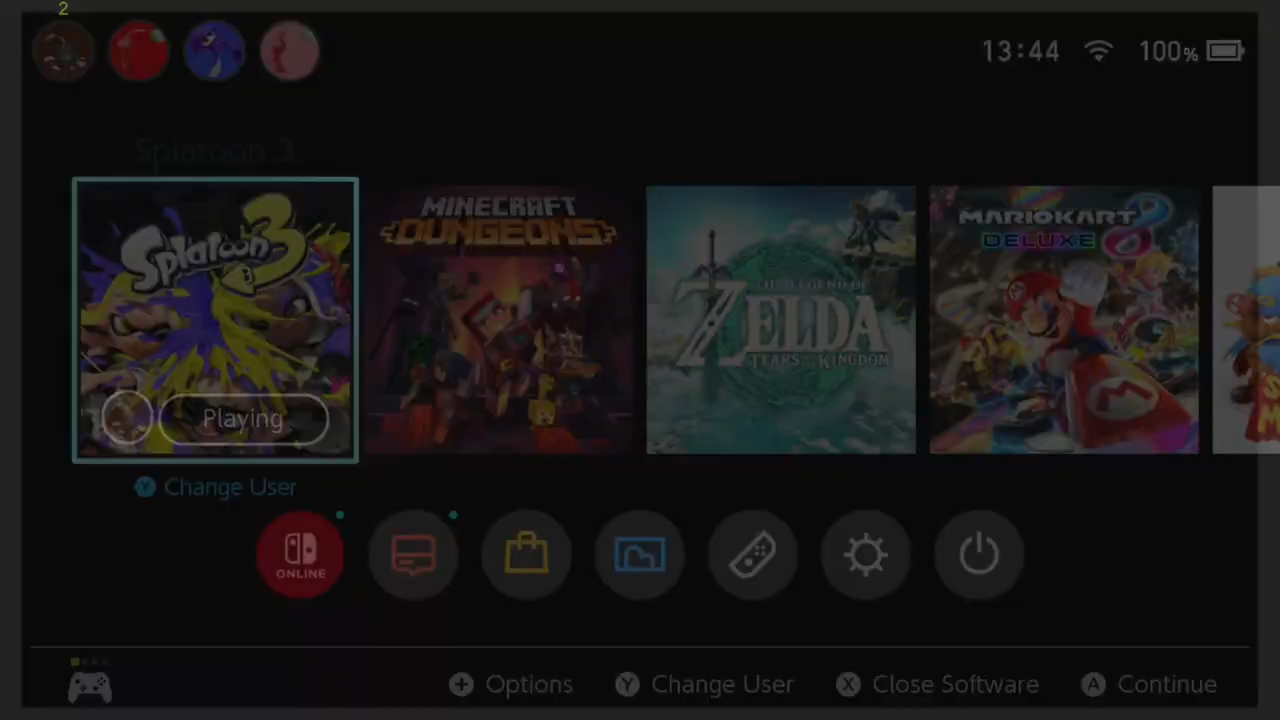 2
13:44 100%
Splatoon 3
Splatoon 3
MINECRAFT
DUNGEONS
THE LEGEND OF
ZELDA
TEARS OF THE KINGDOM
MARIOKART 8
DELUXE
Playing
Y Change User
ONLINE
+ Options Y Change User X Close Software A Continue